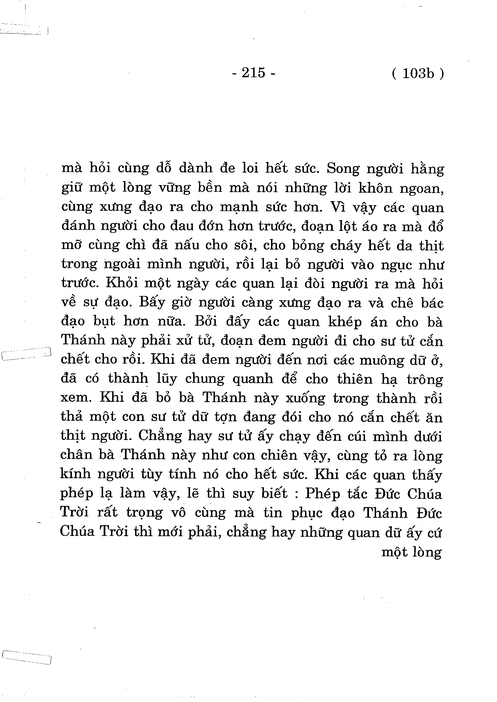 - 215 - ( 103b )
mà hỏi cùng dỗ dành đe loi hết sức. Song người hằng
giữ một lòng vững bền mà nói những lời khôn ngoan,
cùng xưng đạo ra cho mạnh sức hơn. Vì vậy các quan
đánh người cho đau đớn hơn trước, đoạn lột áo ra mà đổ
mỡ cùng chì đã nấu cho sôi, cho bỏng cháy hết da thịt
trong ngoài mình người, rồi lại bỏ người vào ngục như
trước. Khỏi một ngày các quan lại đòi người ra mà hỏi
về sự đạo. Bấy giờ người càng xưng đạo ra và chê bác
đạo bụt hơn nữa. Bởi đấy các quan khép án cho bà
Thánh này phải xử tử, đoạn đem người đi cho sư tử cắn
chết cho rồi. Khi đã đem người đến nơi các muông dữ ở,
đã có thành lũy chung quanh để cho thiên hạ trông
xem. Khi đã bỏ bà Thánh này xuống trong thành rồi
thả một con sư tử dữ tợn đang đói cho nó cắn chết ăn
thịt người. Chẳng hay sư tử ấy chạy đến cúi mình dưới
chân bà Thánh này như con chiên vậy, cùng tỏ ra lòng
kính người tùy tính nó cho hết sức. Khi các quan thấy
phép lạ làm vậy, lẽ thì suy biết : Phép tắc Đức Chúa
Trời rất trọng vô cùng mà tin phục đạo Thánh Đức
Chúa Trời thì mới phải, chẳng hay những quan dữ ấy cứ
một lòng